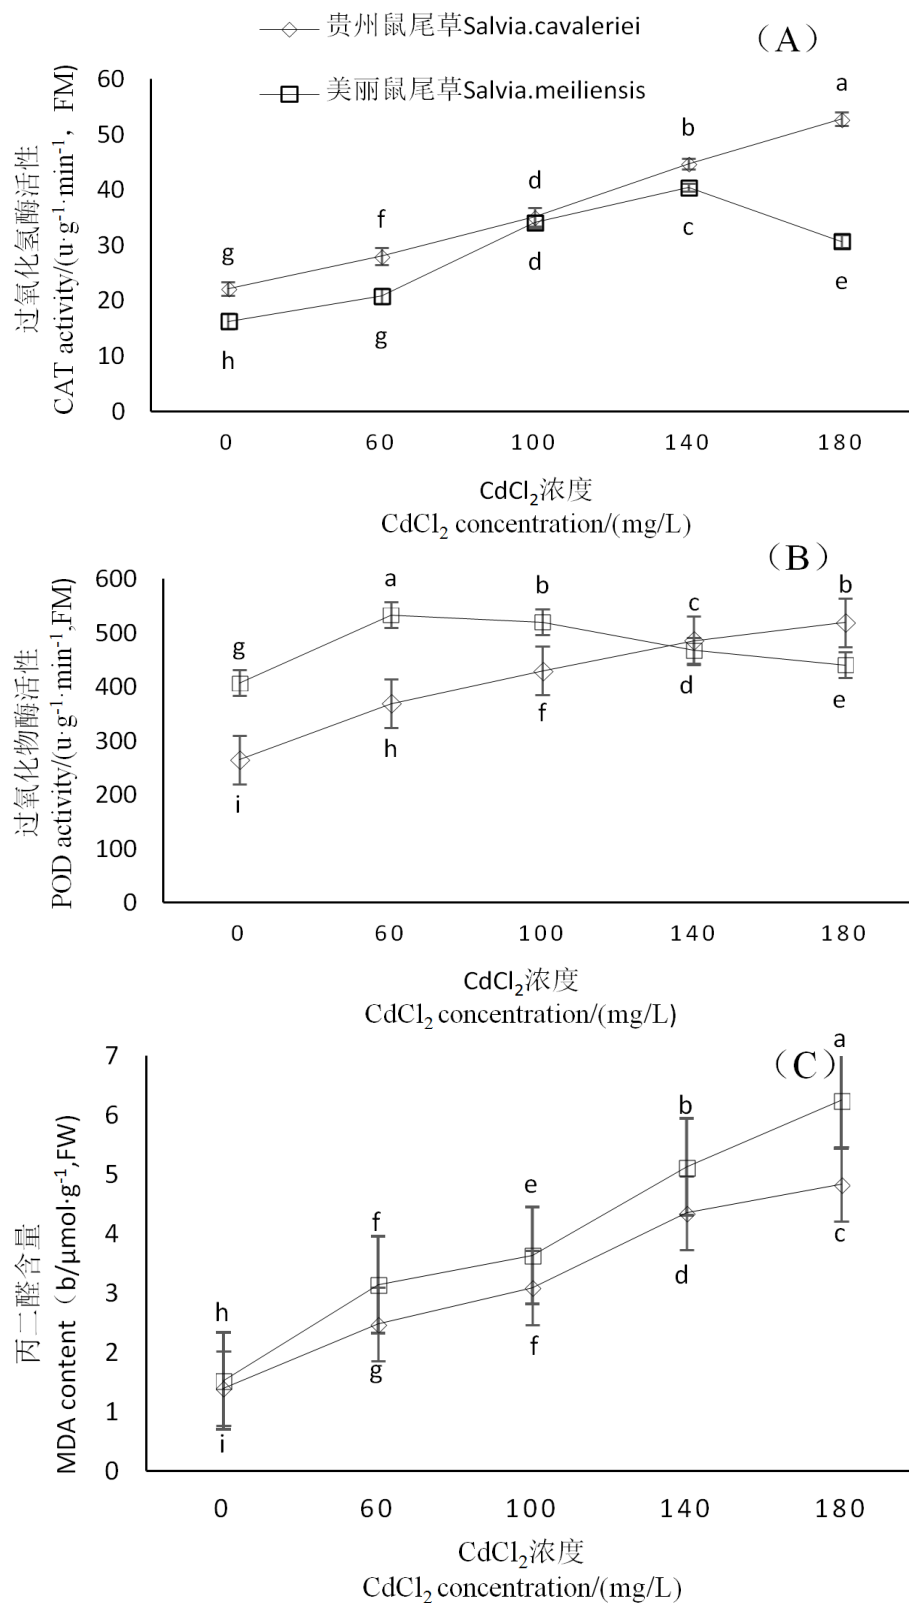 贵州鼠尾草Salvia.cavaleriei
（A）
美丽鼠尾草Salvia.meiliensis
过氧化氢酶活性
CAT activity/(u·g⁻¹·min⁻¹，FM)
60
50
40
30
20
10
0
g
f
d
b
a
h
g
d
c
e
0 60 100 140 180
CdCl₂浓度
CdCl₂ concentration/(mg/L)
（B）
过氧化物酶活性
POD activity/(u·g⁻¹·min⁻¹,FM)
600
500
400
300
200
100
0
g
a
b
c
b
i
h
f
d
e
0 60 100 140 180
CdCl₂浓度
CdCl₂ concentration/(mg/L)
（C）
丙二醛含量
MDA content（b/μmol·g⁻¹,FW)
7
6
5
4
3
2
1
0
h
f
e
b
a
i
g
f
d
c
0 60 100 140 180
CdCl₂浓度
CdCl₂ concentration/(mg/L)